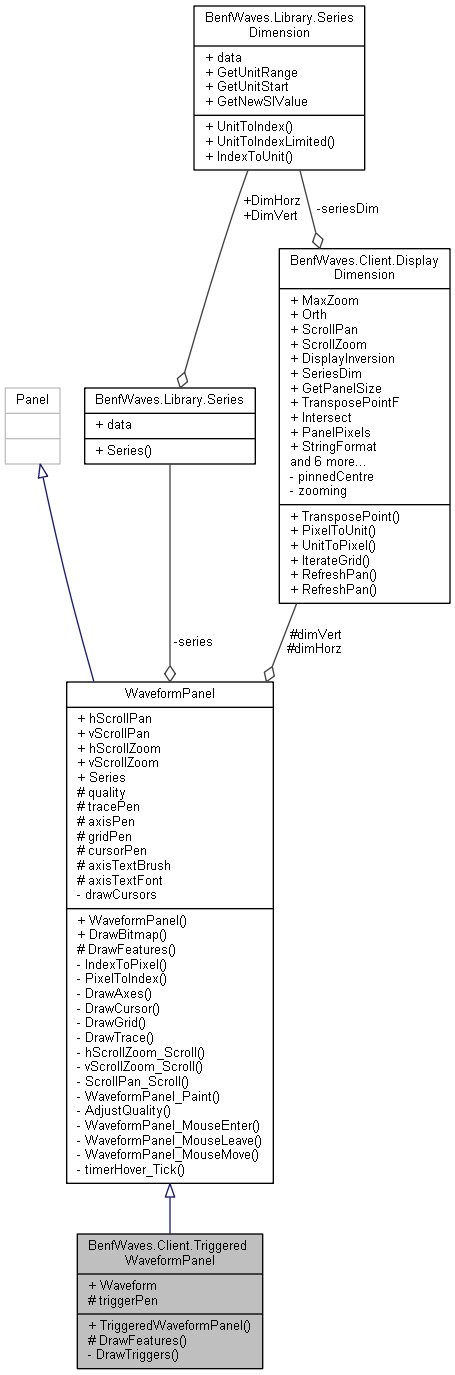 BenfWaves.Library.Series
Dimension
+ data
+ GetUnitRange
+ GetUnitStart
+ GetNewSIValue
+ UnitToIndex()
+ UnitToIndexLimited()
+ IndexToUnit()
+DimHorz
+DimVert
-seriesDim
BenfWaves.Client.Display
Dimension
+ MaxZoom
+ Orth
+ ScrollPan
+ ScrollZoom
+ DisplayInversion
+ SeriesDim
+ GetPanelSize
+ TransposePointF
+ Intersect
+ PanelPixels
+ StringFormat
and 6 more...
- pinnedCentre
- zooming
+ TransposePoint()
+ PixelToUnit()
+ UnitToPixel()
+ IterateGrid()
+ RefreshPan()
+ RefreshPan()
Panel
BenfWaves.Library.Series
+ data
+ Series()
-series
#dimVert
#dimHorz
WaveformPanel
+ hScrollPan
+ vScrollPan
+ hScrollZoom
+ vScrollZoom
+ Series
# quality
# tracePen
# axisPen
# gridPen
# cursorPen
# axisTextBrush
# axisTextFont
- drawCursors
+ WaveformPanel()
+ DrawBitmap()
# DrawFeatures()
- IndexToPixel()
- PixelToIndex()
- DrawAxes()
- DrawCursor()
- DrawGrid()
- DrawTrace()
- hScrollZoom_Scroll()
- vScrollZoom_Scroll()
- ScrollPan_Scroll()
- WaveformPanel_Paint()
- AdjustQuality()
- WaveformPanel_MouseEnter()
- WaveformPanel_MouseLeave()
- WaveformPanel_MouseMove()
- timerHover_Tick()
BenfWaves.Client.Triggered
WaveformPanel
+ Waveform
# triggerPen
+ TriggeredWaveformPanel()
# DrawFeatures()
- DrawTriggers()